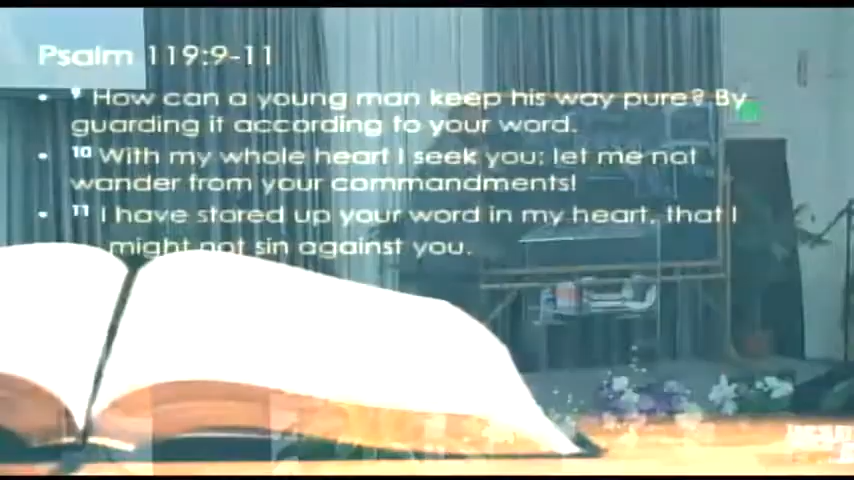 Psalm 119:9-11
• ⁹ How can a young man keep his way pure? By
guarding it according to your word.
• ¹⁰ With my whole heart I seek you; let me not
wander from your commandments!
• ¹¹ I have stored up your word in my heart, that I
might not sin against you.